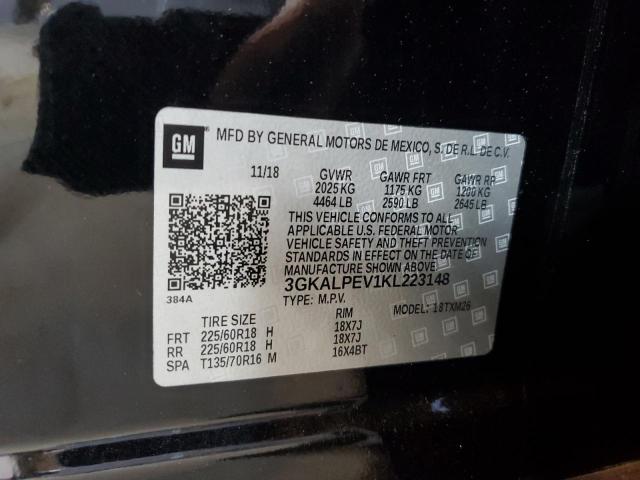 GM
MFD BY GENERAL MOTORS DE MEXICO, S. DE R.L. DE C.V.
11/18 GVWR GAWR FRT GAWR RR
2025 KG 1175 KG 1200 KG
4464 LB 2590 LB 2645 LB
THIS VEHICLE CONFORMS TO ALL
APPLICABLE U.S. FEDERAL MOTOR
VEHICLE SAFETY AND THEFT PREVENTION
STANDARDS IN EFFECT ON THE DATE OF
MANUFACTURE SHOWN ABOVE.
3GKALPEV1KL223148
384A
TYPE: M.P.V. MODEL: 18TXM26
TIRE SIZE RIM
FRT 225/60R18 H 18X7J
RR 225/60R18 H 18X7J
SPA T135/70R16 M 16X4BT